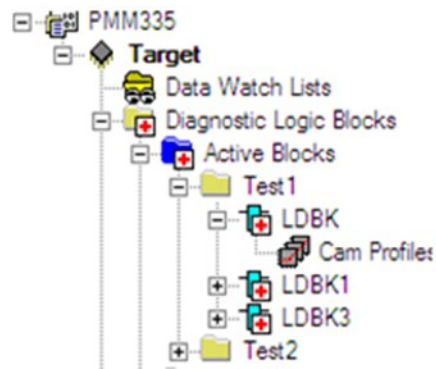 PMM335
Target
Data Watch Lists
Diagnostic Logic Blocks
Active Blocks
Test1
LDBK
Cam Profiles
LDBK1
LDBK3
Test2